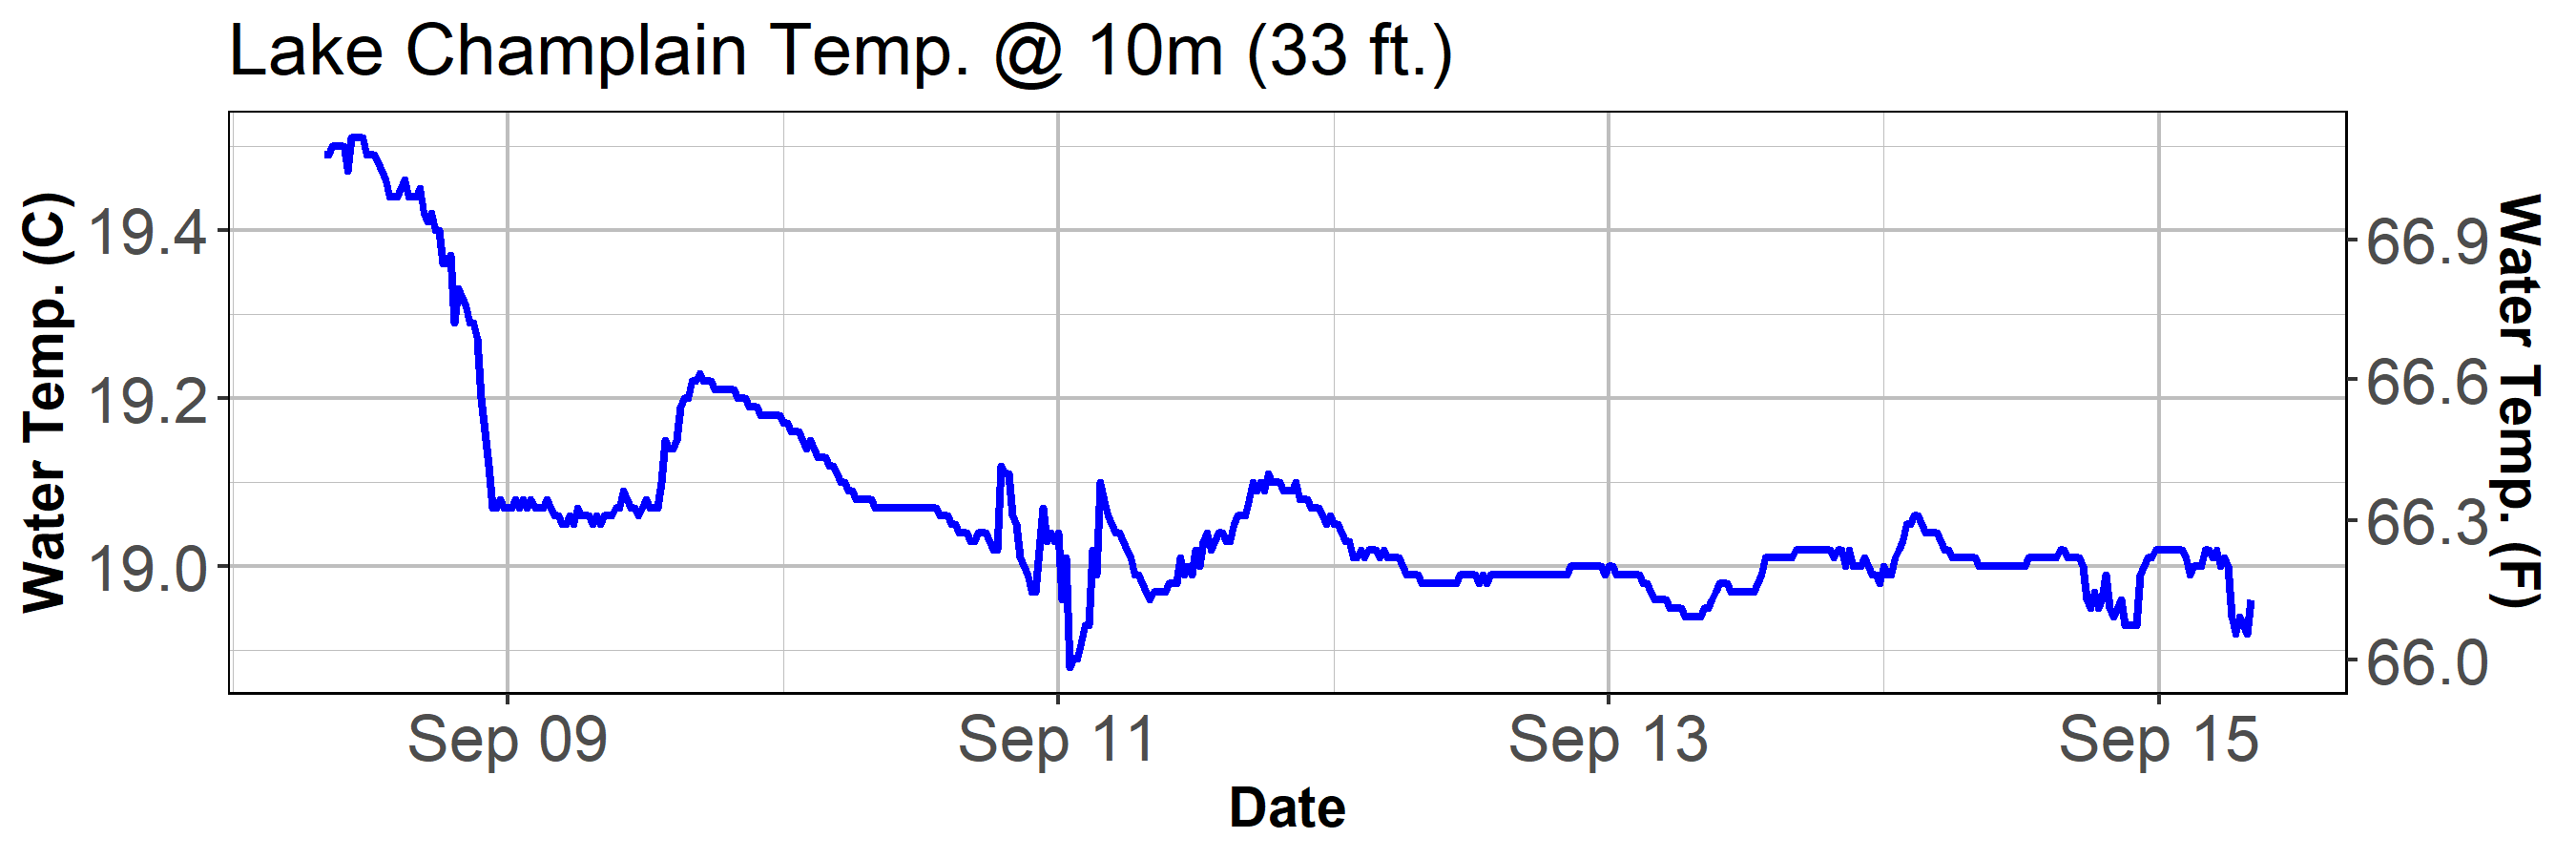 Lake Champlain Temp. @ 10m (33 ft.)
Water Temp. (C)
19.4
19.2
19.0
66.9
66.6
66.3
66.0
Water Temp. (F)
Sep 09 Sep 11 Sep 13 Sep 15
Date